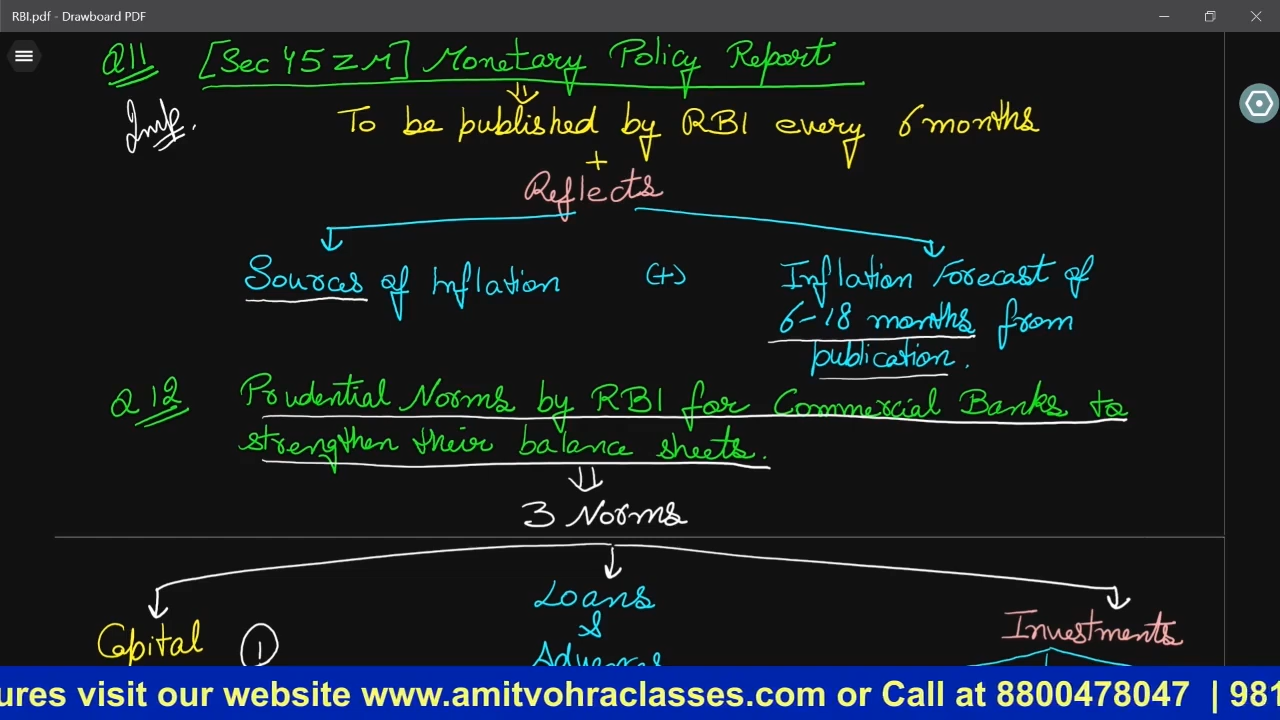 RBI.pdf - Drawboard PDF
Q11 [Sec 45ZM] Monetary Policy Report
Imp. To be published by RBI every 6 months
+
Reflects
Sources of Inflation (+) Inflation Forecast of
6-18 months from
publication.
Q12 Prudential Norms by RBI for Commercial Banks to
strengthen their balance sheets.
3 Norms
Capital 1 Loans Investments
&
ures visit our website www.amitvohraclasses.com or Call at 8800478047 | 981